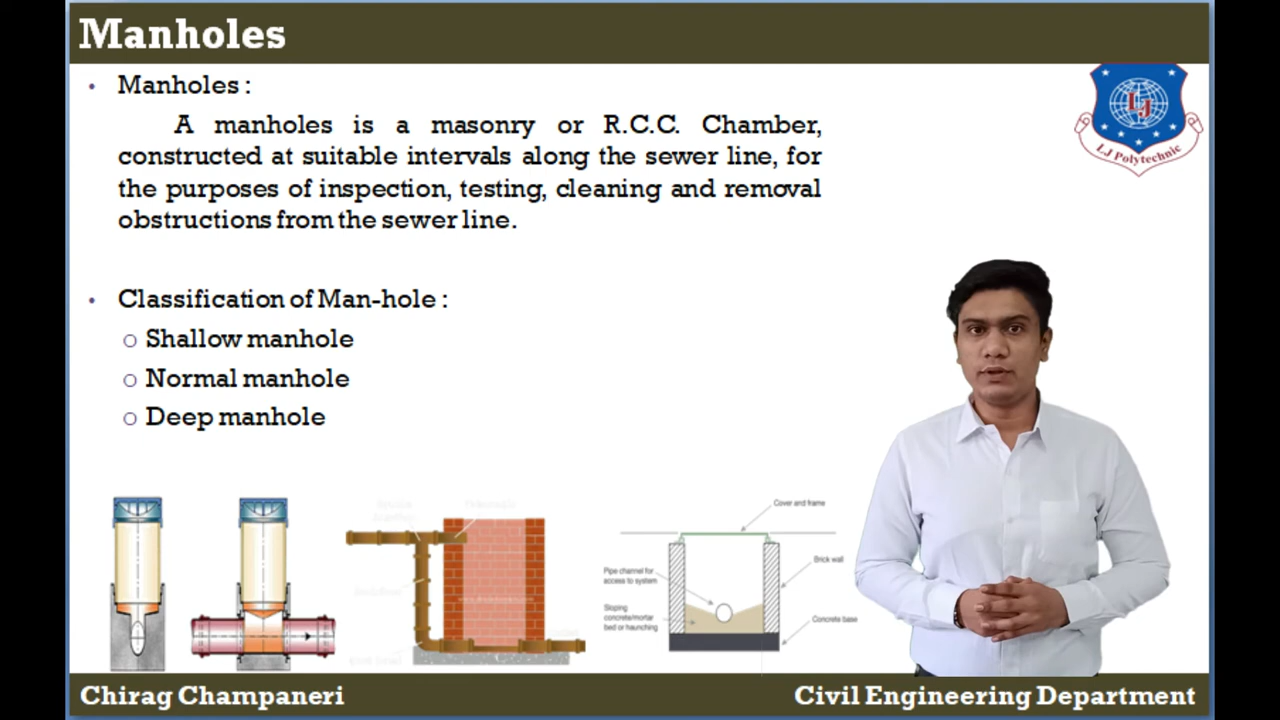 Manholes
• Manholes :
A manholes is a masonry or R.C.C. Chamber,
constructed at suitable intervals along the sewer line, for
the purposes of inspection, testing, cleaning and removal
obstructions from the sewer line.
LJ
LJ Polytechnic
• Classification of Man-hole :
o Shallow manhole
o Normal manhole
o Deep manhole
Cover and frame
Brick wall
Pipe channel for
access to system
Sloping
concrete/mortar
bed or haunching
Concrete base
Chirag Champaneri
Civil Engineering Department